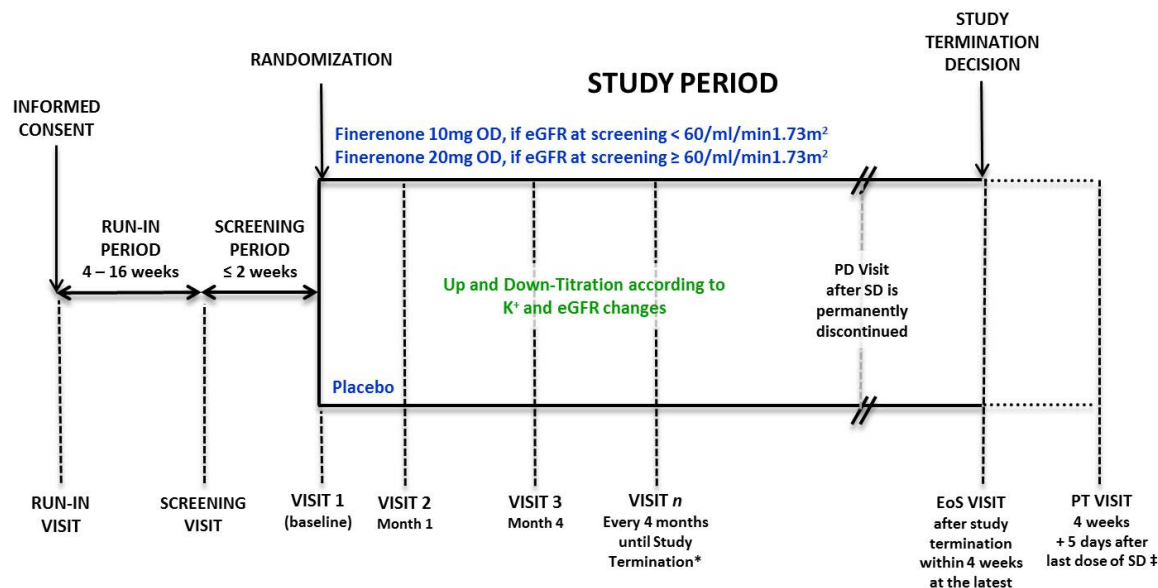 STUDY
TERMINATION
DECISION
RANDOMIZATION
STUDY PERIOD
INFORMED
CONSENT
Finerenone 10mg OD, if eGFR at screening < 60/ml/min1.73m²
Finerenone 20mg OD, if eGFR at screening ≥ 60/ml/min1.73m²
RUN-IN
PERIOD
4 – 16 weeks
SCREENING
PERIOD
≤ 2 weeks
Up and Down-Titration according to
K⁺ and eGFR changes
PD Visit
after SD is
permanently
discontinued
Placebo
RUN-IN
VISIT
SCREENING
VISIT
VISIT 1
(baseline)
VISIT 2
Month 1
VISIT 3
Month 4
VISIT n
Every 4 months
until Study
Termination*
EoS VISIT
after study
termination
within 4 weeks
at the latest
PT VISIT
4 weeks
+ 5 days after
last dose of SD ‡